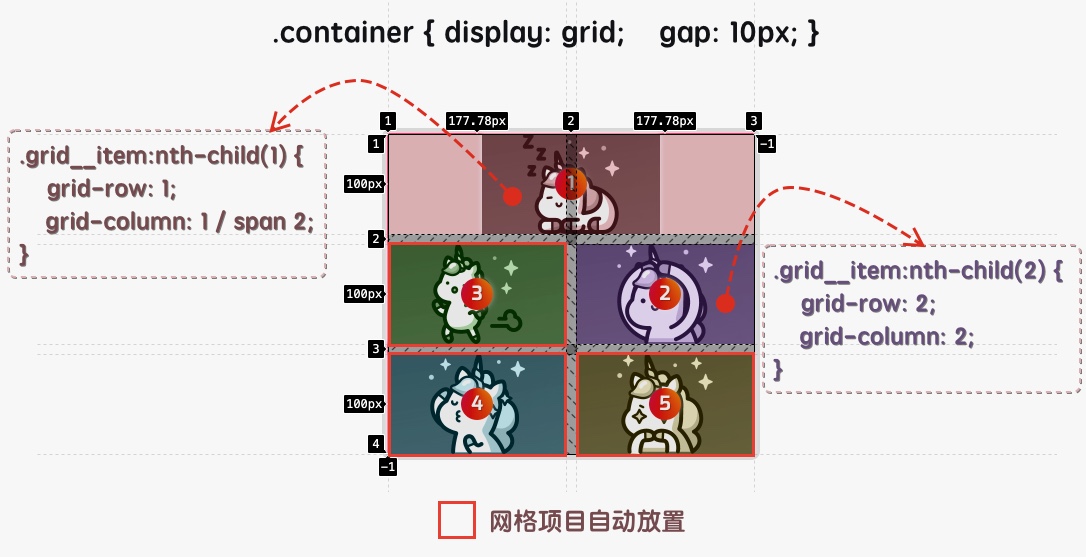 .container { display: grid;    gap: 10px; }
1
177.78px
2
177.78px
3
1
-1
100px
2
100px
3
100px
4
-1
.grid__item:nth-child(1) {
grid-row: 1;
grid-column: 1 / span 2;
}
z
z
z
1
3
2
4
5
.grid__item:nth-child(2) {
grid-row: 2;
grid-column: 2;
}
网格项目自动放置